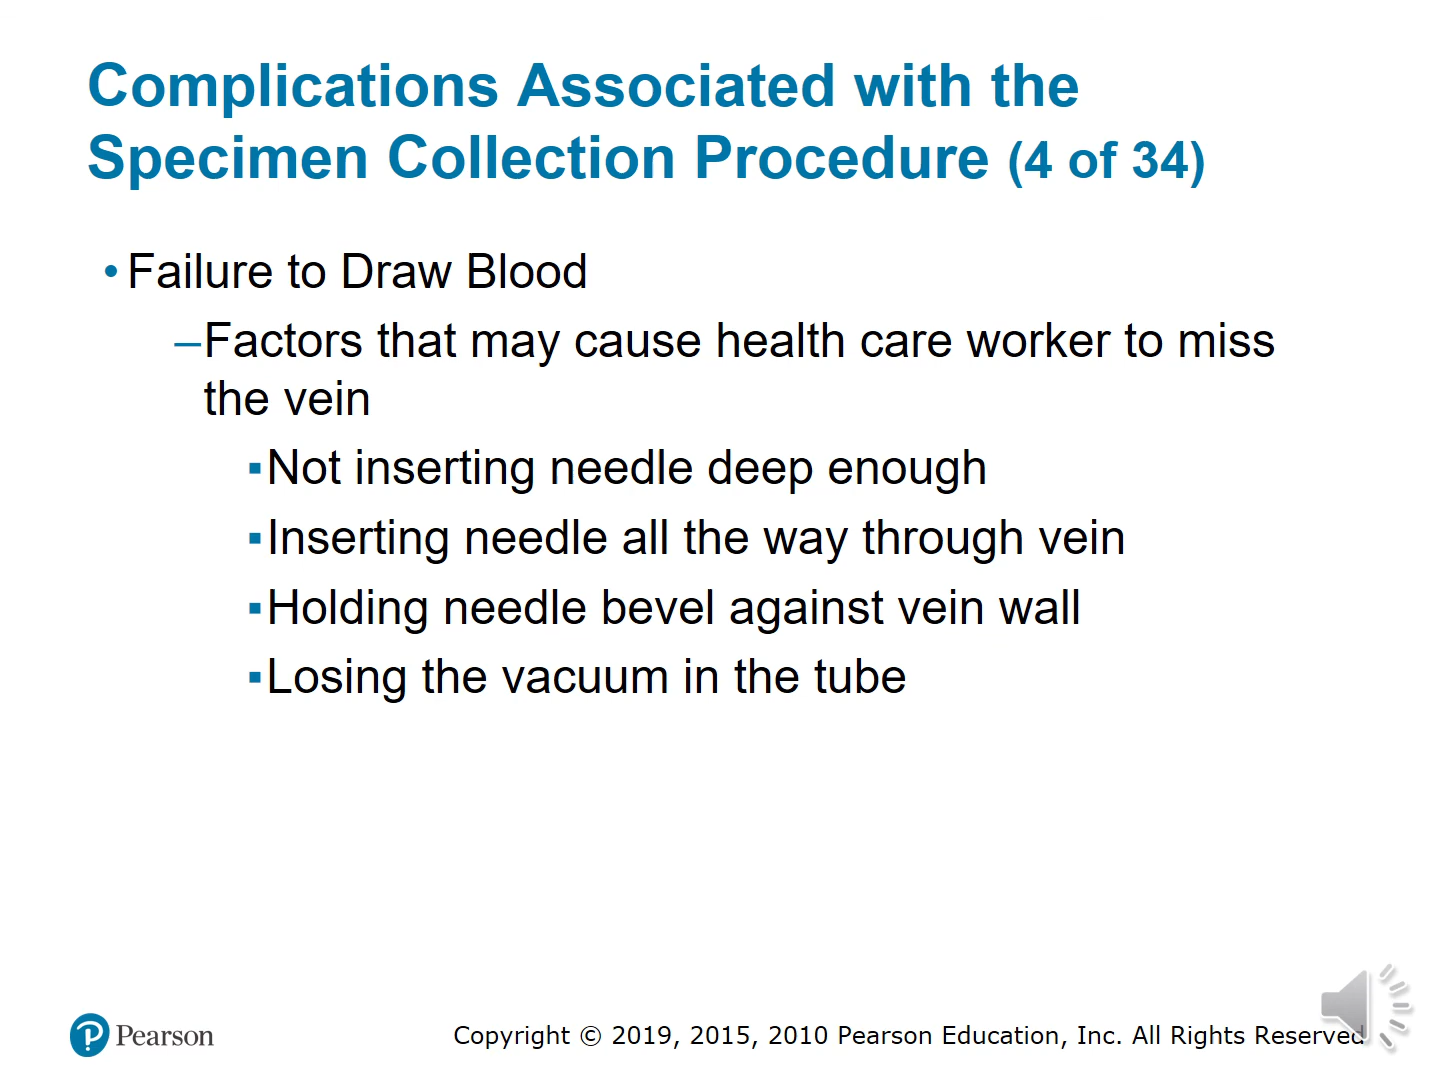 Complications Associated with the
Specimen Collection Procedure (4 of 34)
• Failure to Draw Blood
–Factors that may cause health care worker to miss
the vein
▪Not inserting needle deep enough
▪Inserting needle all the way through vein
▪Holding needle bevel against vein wall
▪Losing the vacuum in the tube
Pearson
Copyright © 2019, 2015, 2010 Pearson Education, Inc. All Rights Reserved